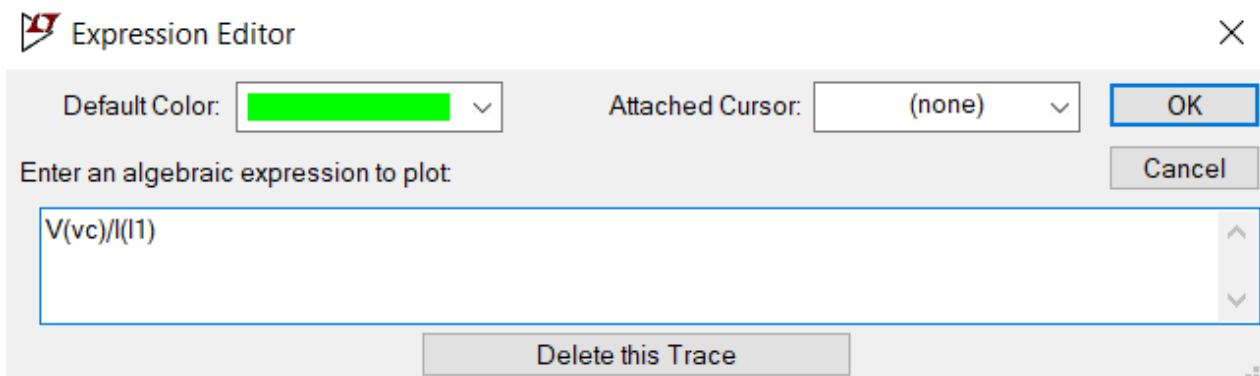 Expression Editor
Default Color:
Attached Cursor: (none) OK
Enter an algebraic expression to plot: Cancel
V(vc)/I(I1)
Delete this Trace